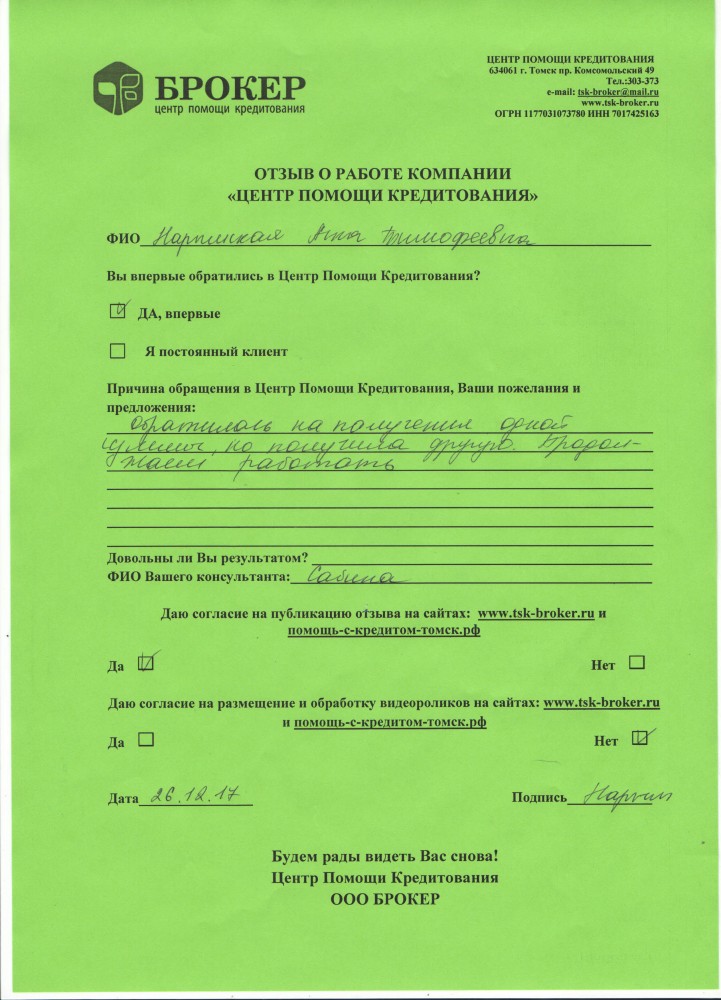 БРОКЕР
центр помощи кредитования
ЦЕНТР ПОМОЩИ КРЕДИТОВАНИЯ
634061 г. Томск пр. Комсомольский 49
Тел.:303-373
e-mail: tsk-broker@mail.ru
www.tsk-broker.ru
ОГРН 1177031073780 ИНН 7017425163
ОТЗЫВ О РАБОТЕ КОМПАНИИ
«ЦЕНТР ПОМОЩИ КРЕДИТОВАНИЯ»
ФИО Анна Тимофеевна
Вы впервые обратились в Центр Помощи Кредитования?
ДА, впервые
Я постоянный клиент
Причина обращения в Центр Помощи Кредитования, Ваши пожелания и
предложения:
обратилась на получения одной
но получила другую. Продол-
жаем работать
Довольны ли Вы результатом?
ФИО Вашего консультанта: Сабина
Даю согласие на публикацию отзыва на сайтах: www.tsk-broker.ru и
помощь-с-кредитом-томск.рф
Да Нет
Даю согласие на размещение и обработку видеороликов на сайтах: www.tsk-broker.ru
и помощь-с-кредитом-томск.рф
Да Нет
Дата 26.12.17 Подпись
Будем рады видеть Вас снова!
Центр Помощи Кредитования
ООО БРОКЕР